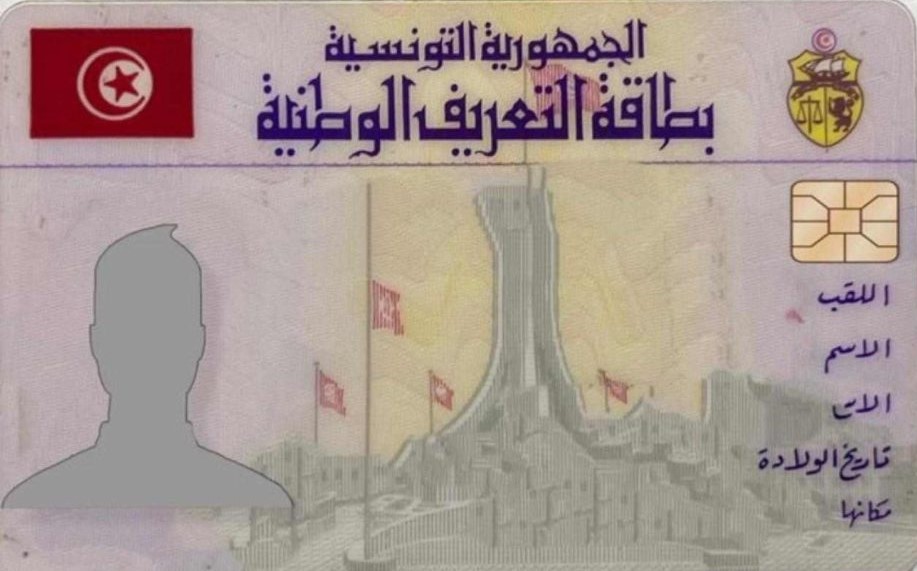 الجمهورية التونسية
بطاقة التعريف الوطنية
اللقب
الاسم
الاب
تاريخ الولادة
مكانها